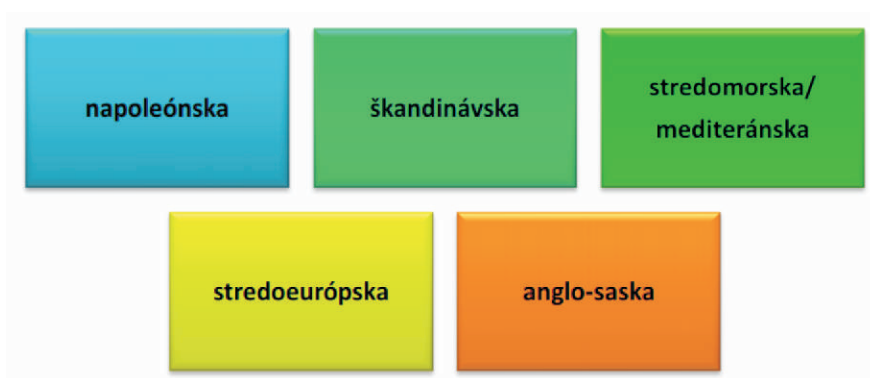 napoleónska
škandinávska
stredomorska/
mediteránska
stredoeurópska
anglo-saska